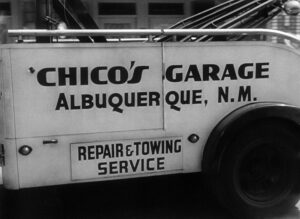 'CHICO'S GARAGE
ALBUQUERQUE, N.M.
REPAIR & TOWING
SERVICE